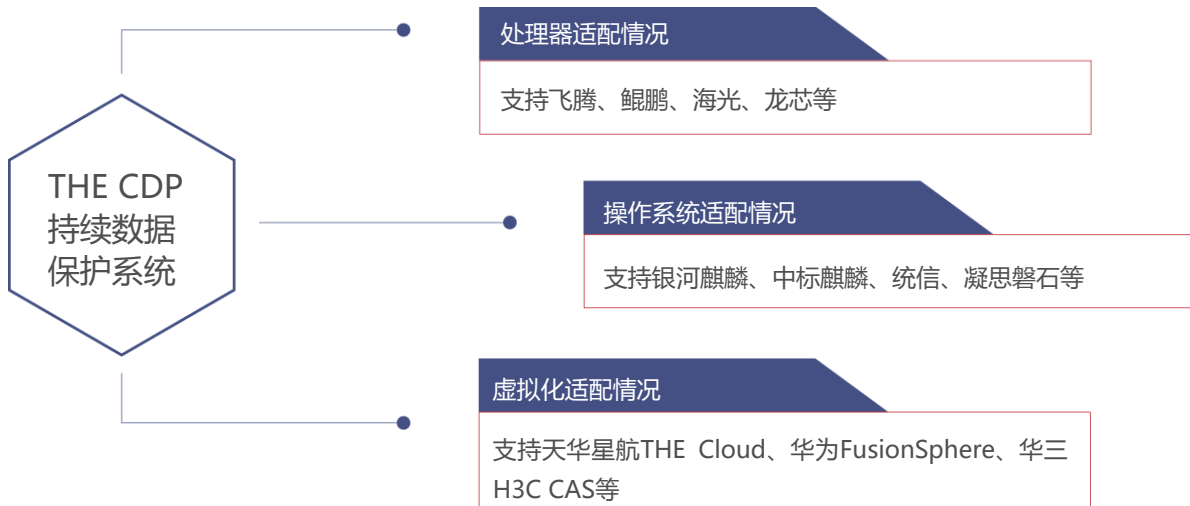 THE CDP
持续数据
保护系统
处理器适配情况
支持飞腾、鲲鹏、海光、龙芯等
操作系统适配情况
支持银河麒麟、中标麒麟、统信、凝思磐石等
虚拟化适配情况
支持天华星航THE Cloud、华为FusionSphere、华三
H3C CAS等